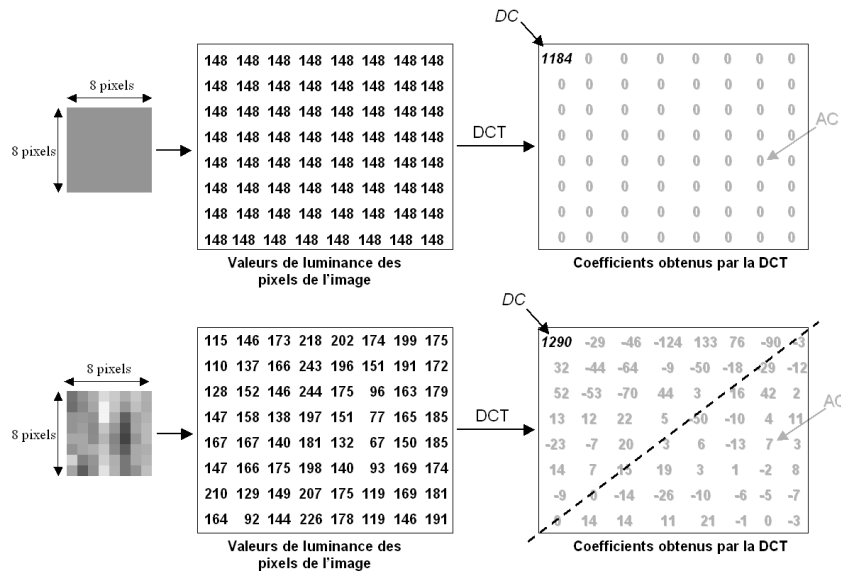 DC
8 pixels
8 pixels
148 148 148 148 148 148 148 148
148 148 148 148 148 148 148 148
148 148 148 148 148 148 148 148
148 148 148 148 148 148 148 148
148 148 148 148 148 148 148 148
148 148 148 148 148 148 148 148
148 148 148 148 148 148 148 148
148 148 148 148 148 148 148 148
DCT
1184 0 0 0 0 0 0 0
0 0 0 0 0 0 0 0
0 0 0 0 0 0 0 0
0 0 0 0 0 0 0 0
0 0 0 0 0 0 0 0
0 0 0 0 0 0 0 0
0 0 0 0 0 0 0 0
0 0 0 0 0 0 0 0
AC
Valeurs de luminance des
pixels de l'image
Coefficients obtenus par la DCT
DC
8 pixels
8 pixels
115 146 173 218 202 174 199 175
110 137 166 243 196 151 191 172
128 152 146 244 175 96 163 179
147 158 138 197 151 77 165 185
167 167 140 181 132 67 150 185
147 166 175 198 140 93 169 174
210 129 149 207 175 119 169 181
164 92 144 226 178 119 146 191
DCT
1290 -29 -46 -124 133 76 -90 -3
32 -44 -64 -9 -50 -18 29 -12
52 -53 -70 44 3 16 42 2
13 12 22 5 -50 -10 4 11
-23 -7 20 3 6 -13 7 3
14 7 15 19 3 1 -2 8
-9 0 -14 -26 -10 -6 -5 -7
0 14 14 11 21 -1 0 -3
AC
Valeurs de luminance des
pixels de l'image
Coefficients obtenus par la DCT